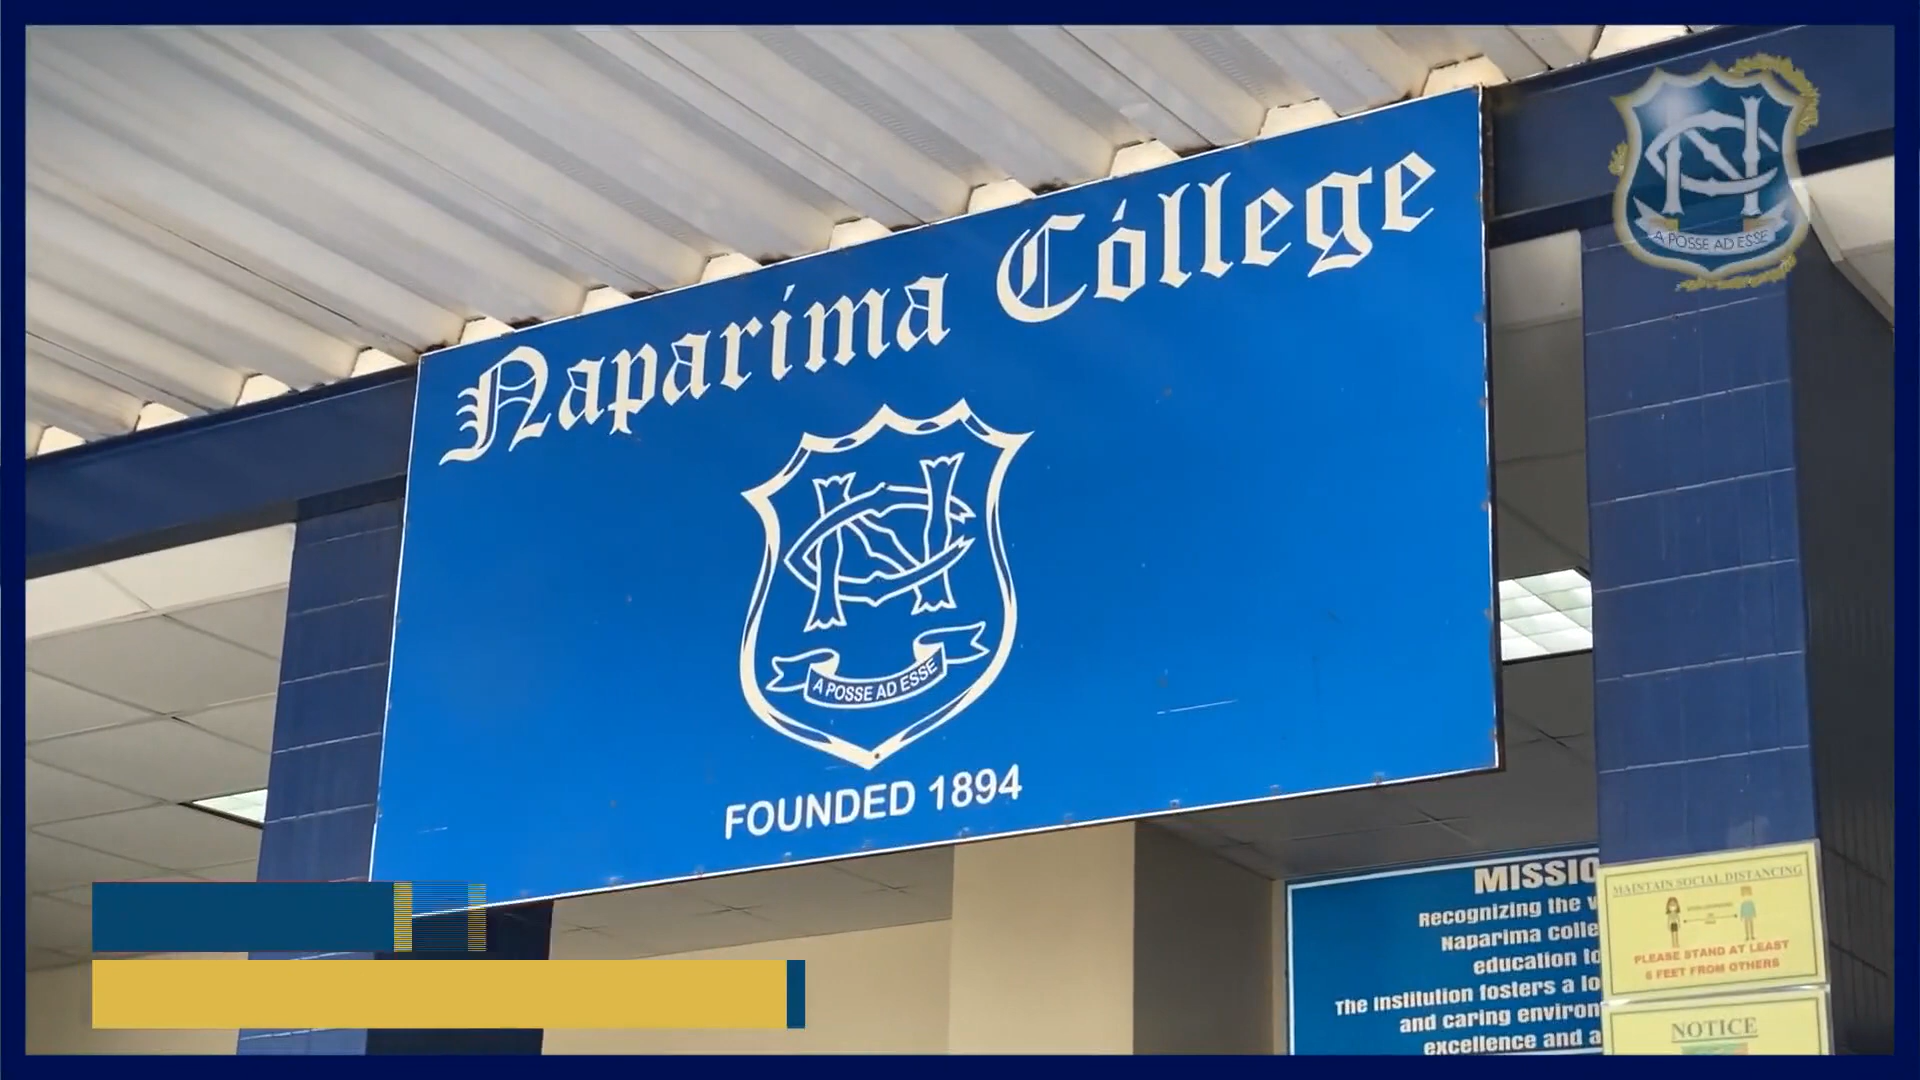 Naparima College
A POSSE AD ESSE
FOUNDED 1894
A POSSE AD ESSE
MISSIO
Recognizing the
Naparima Colle
education to
The institution fosters a lo
and caring environ
excellence and a
MAINTAIN SOCIAL DISTANCING
PLEASE STAND AT LEAST
6 FEET FROM OTHERS
NOTICE